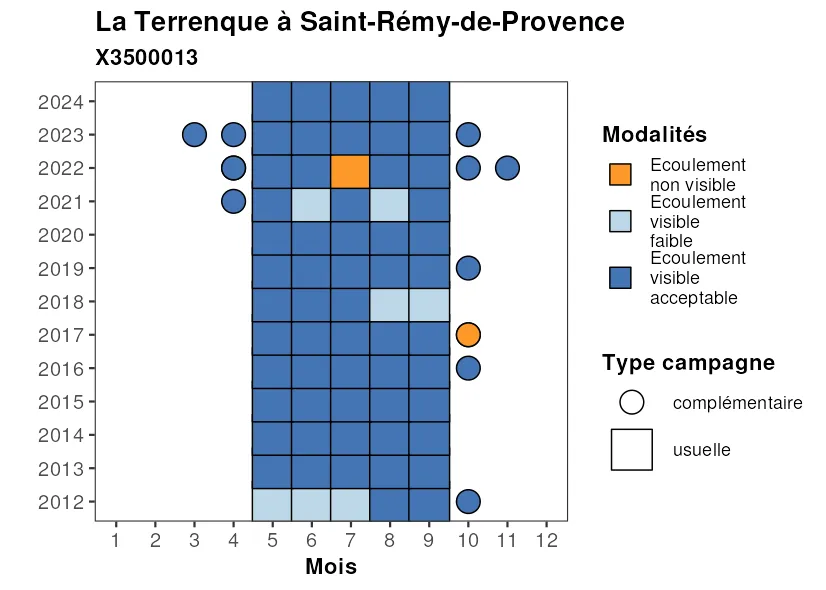 La Terrenque à Saint-Rémy-de-Provence
X3500013
2024
2023
2022
2021
2020
2019
2018
2017
2016
2015
2014
2013
2012
1 2 3 4 5 6 7 8 9 10 11 12
Mois
Modalités
Ecoulement
non visible
Ecoulement
visible
faible
Ecoulement
visible
acceptable
Type campagne
complémentaire
usuelle